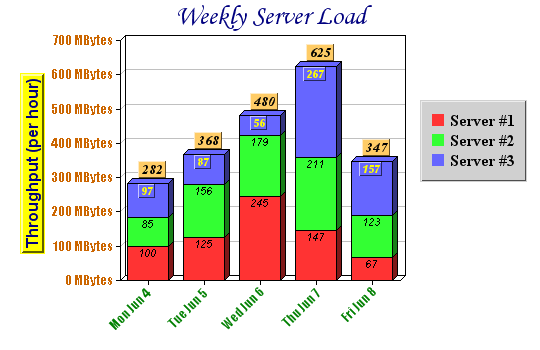 Weekly Server Load
Throughput (per hour)
700 MBytes
600 MBytes
500 MBytes
400 MBytes
300 MBytes
200 MBytes
100 MBytes
0 MBytes
282
97
85
100
368
87
156
125
480
56
179
245
625
267
211
147
347
157
123
67
Mon Jun 4
Tue Jun 5
Wed Jun 6
Thu Jun 7
Fri Jun 8
Server #1
Server #2
Server #3